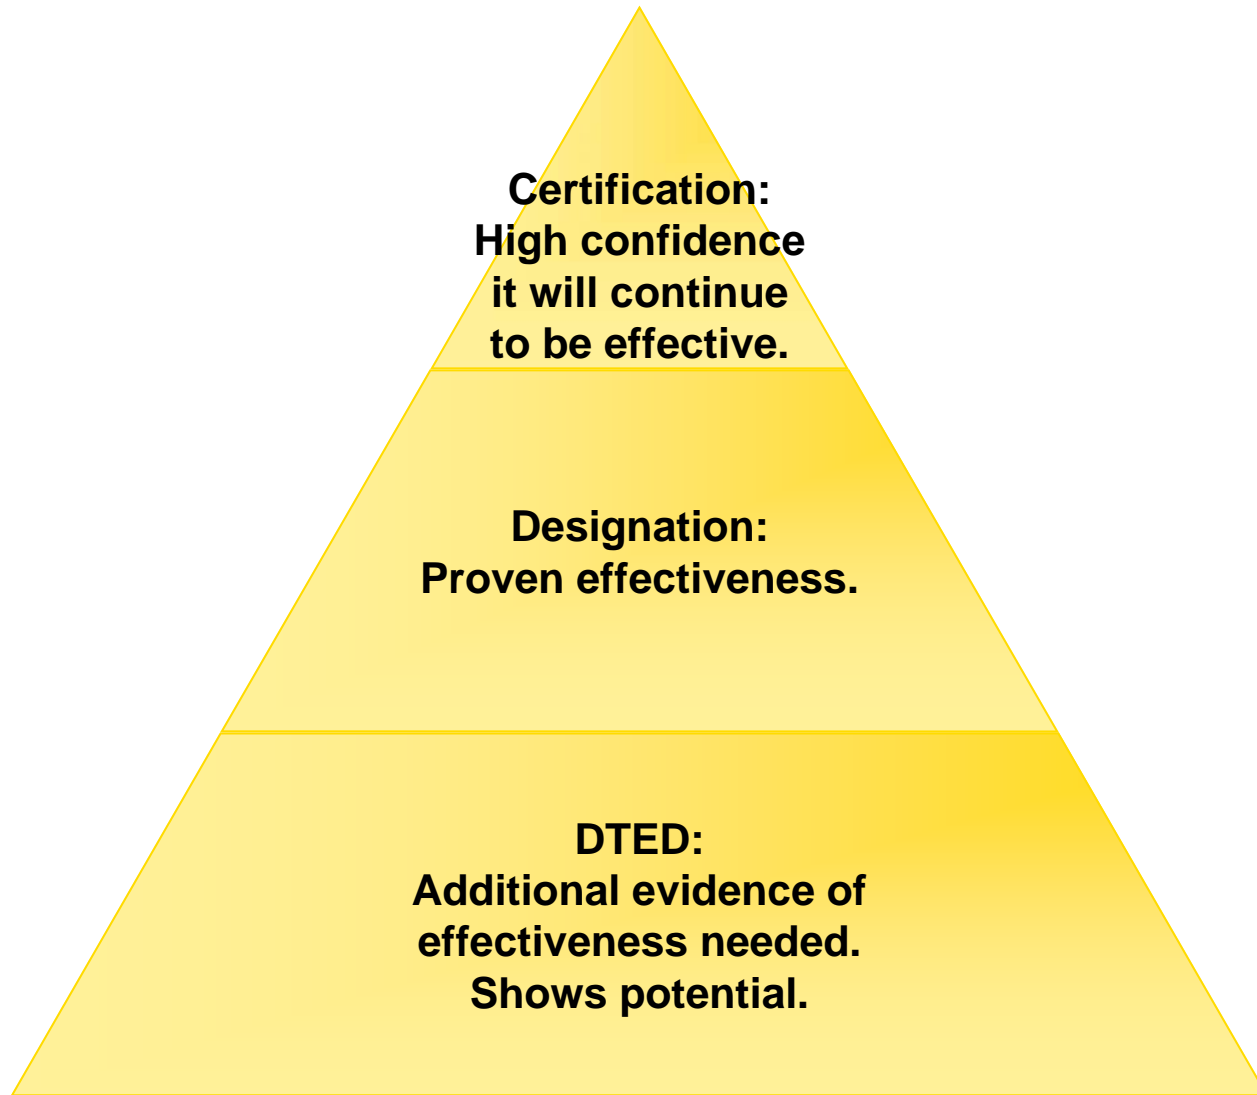 Certification:
High confidence
it will continue
to be effective.
Designation:
Proven effectiveness.
DTED:
Additional evidence of
effectiveness needed.
Shows potential.